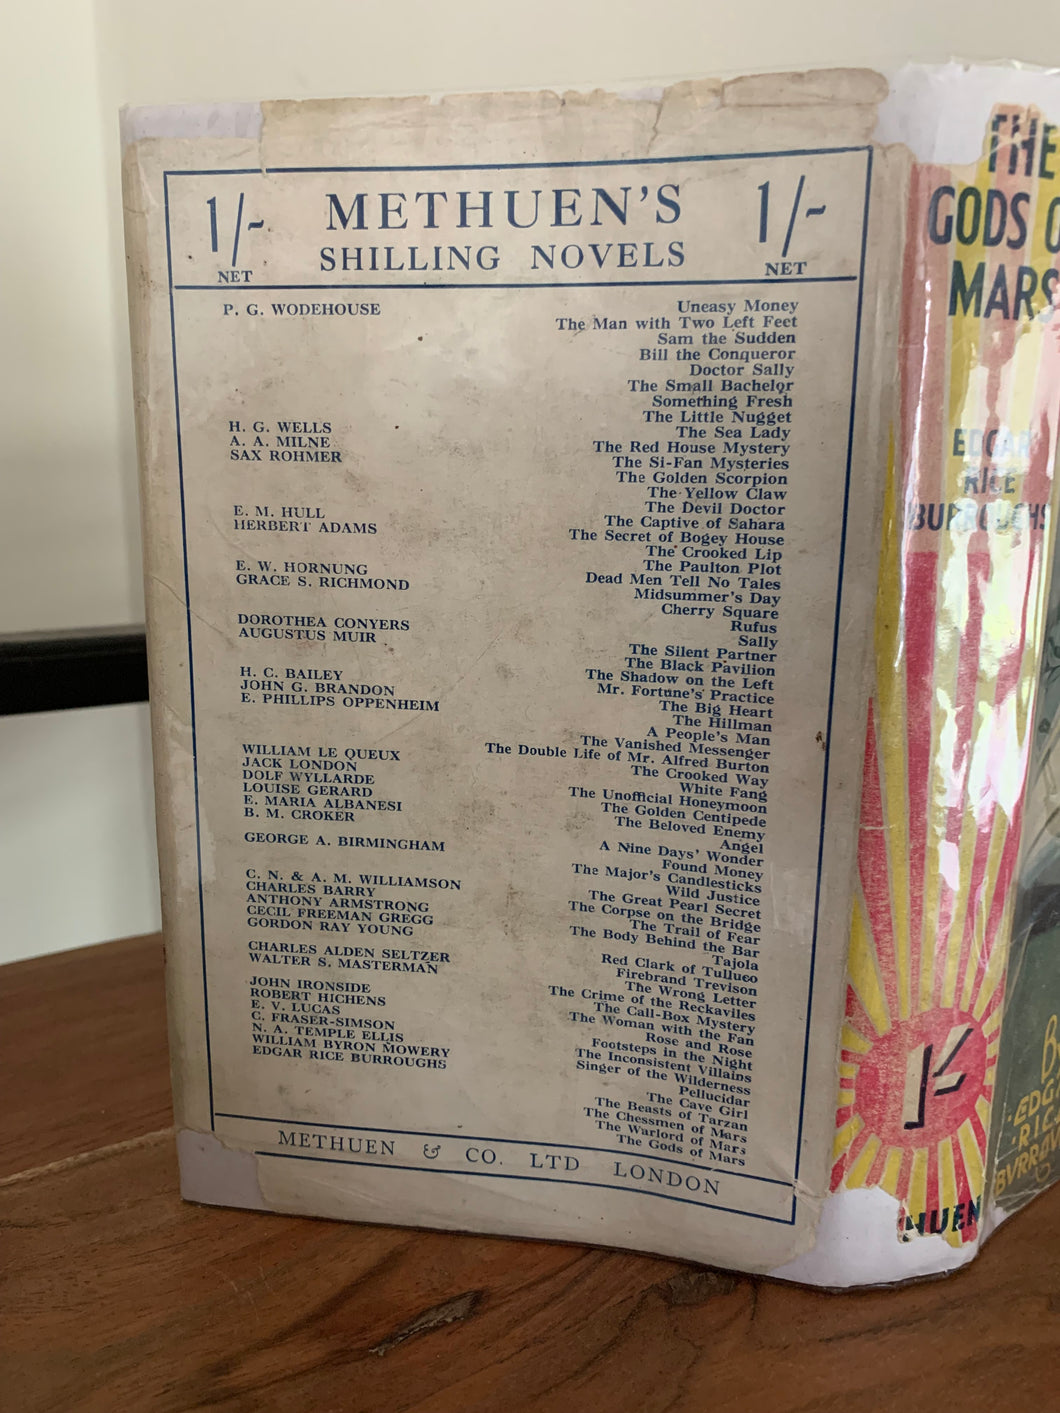 1/- METHUEN'S 1/-
NET SHILLING NOVELS NET
P. G. WODEHOUSE Uneasy Money
The Man with Two Left Feet
Sam the Sudden
Bill the Conqueror
Doctor Sally
The Small Bachelor
Something Fresh
The Little Nugget
H. G. WELLS The Sea Lady
A. A. MILNE The Red House Mystery
SAX ROHMER The Si-Fan Mysteries
The Golden Scorpion
The Yellow Claw
The Devil Doctor
E. M. HULL The Captive of Sahara
HERBERT ADAMS The Secret of Bogey House
The Crooked Lip
The Paulton Plot
E. W. HORNUNG Dead Men Tell No Tales
GRACE S. RICHMOND Midsummer's Day
Cherry Square
Rufus
DOROTHEA CONYERS Sally
AUGUSTUS MUIR The Silent Partner
The Black Pavilion
The Shadow on the Left
H. C. BAILEY Mr. Fortune's Practice
JOHN G. BRANDON The Big Heart
E. PHILLIPS OPPENHEIM The Hillman
A People's Man
The Vanished Messenger
The Double Life of Mr. Alfred Burton
WILLIAM LE QUEUX The Crooked Way
JACK LONDON White Fang
DOLF WYLLARDE The Unofficial Honeymoon
LOUISE GERARD The Golden Centipede
E. MARIA ALBANESI The Beloved Enemy
B. M. CROKER Angel
A Nine Days' Wonder
GEORGE A. BIRMINGHAM Found Money
The Major's Candlesticks
Wild Justice
C. N. & A. M. WILLIAMSON The Great Pearl Secret
CHARLES BARRY The Corpse on the Bridge
ANTHONY ARMSTRONG The Trail of Fear
CECIL FREEMAN GREGG The Body Behind the Bar
GORDON RAY YOUNG Tajola
Red Clark of Tulluco
CHARLES ALDEN SELTZER Firebrand Trevison
WALTER S. MASTERMAN The Wrong Letter
The Crime of the Reckaviles
JOHN IRONSIDE The Call-Box Mystery
ROBERT HICHENS The Woman with the Fan
E. V. LUCAS Rose and Rose
C. FRASER-SIMSON Footsteps in the Night
N. A. TEMPLE ELLIS The Inconsistent Villains
WILLIAM BYRON MOWERY Singer of the Wilderness
EDGAR RICE BURROUGHS Pellucidar
The Cave Girl
The Beasts of Tarzan
The Chessmen of Mars
The Warlord of Mars
The Gods of Mars
METHUEN & CO. LTD LONDON
THE
GODS O
MARS
EDGAR
RICE
BURROUGHS
1/-
HUEN
EDGA
RICE
BVRRO